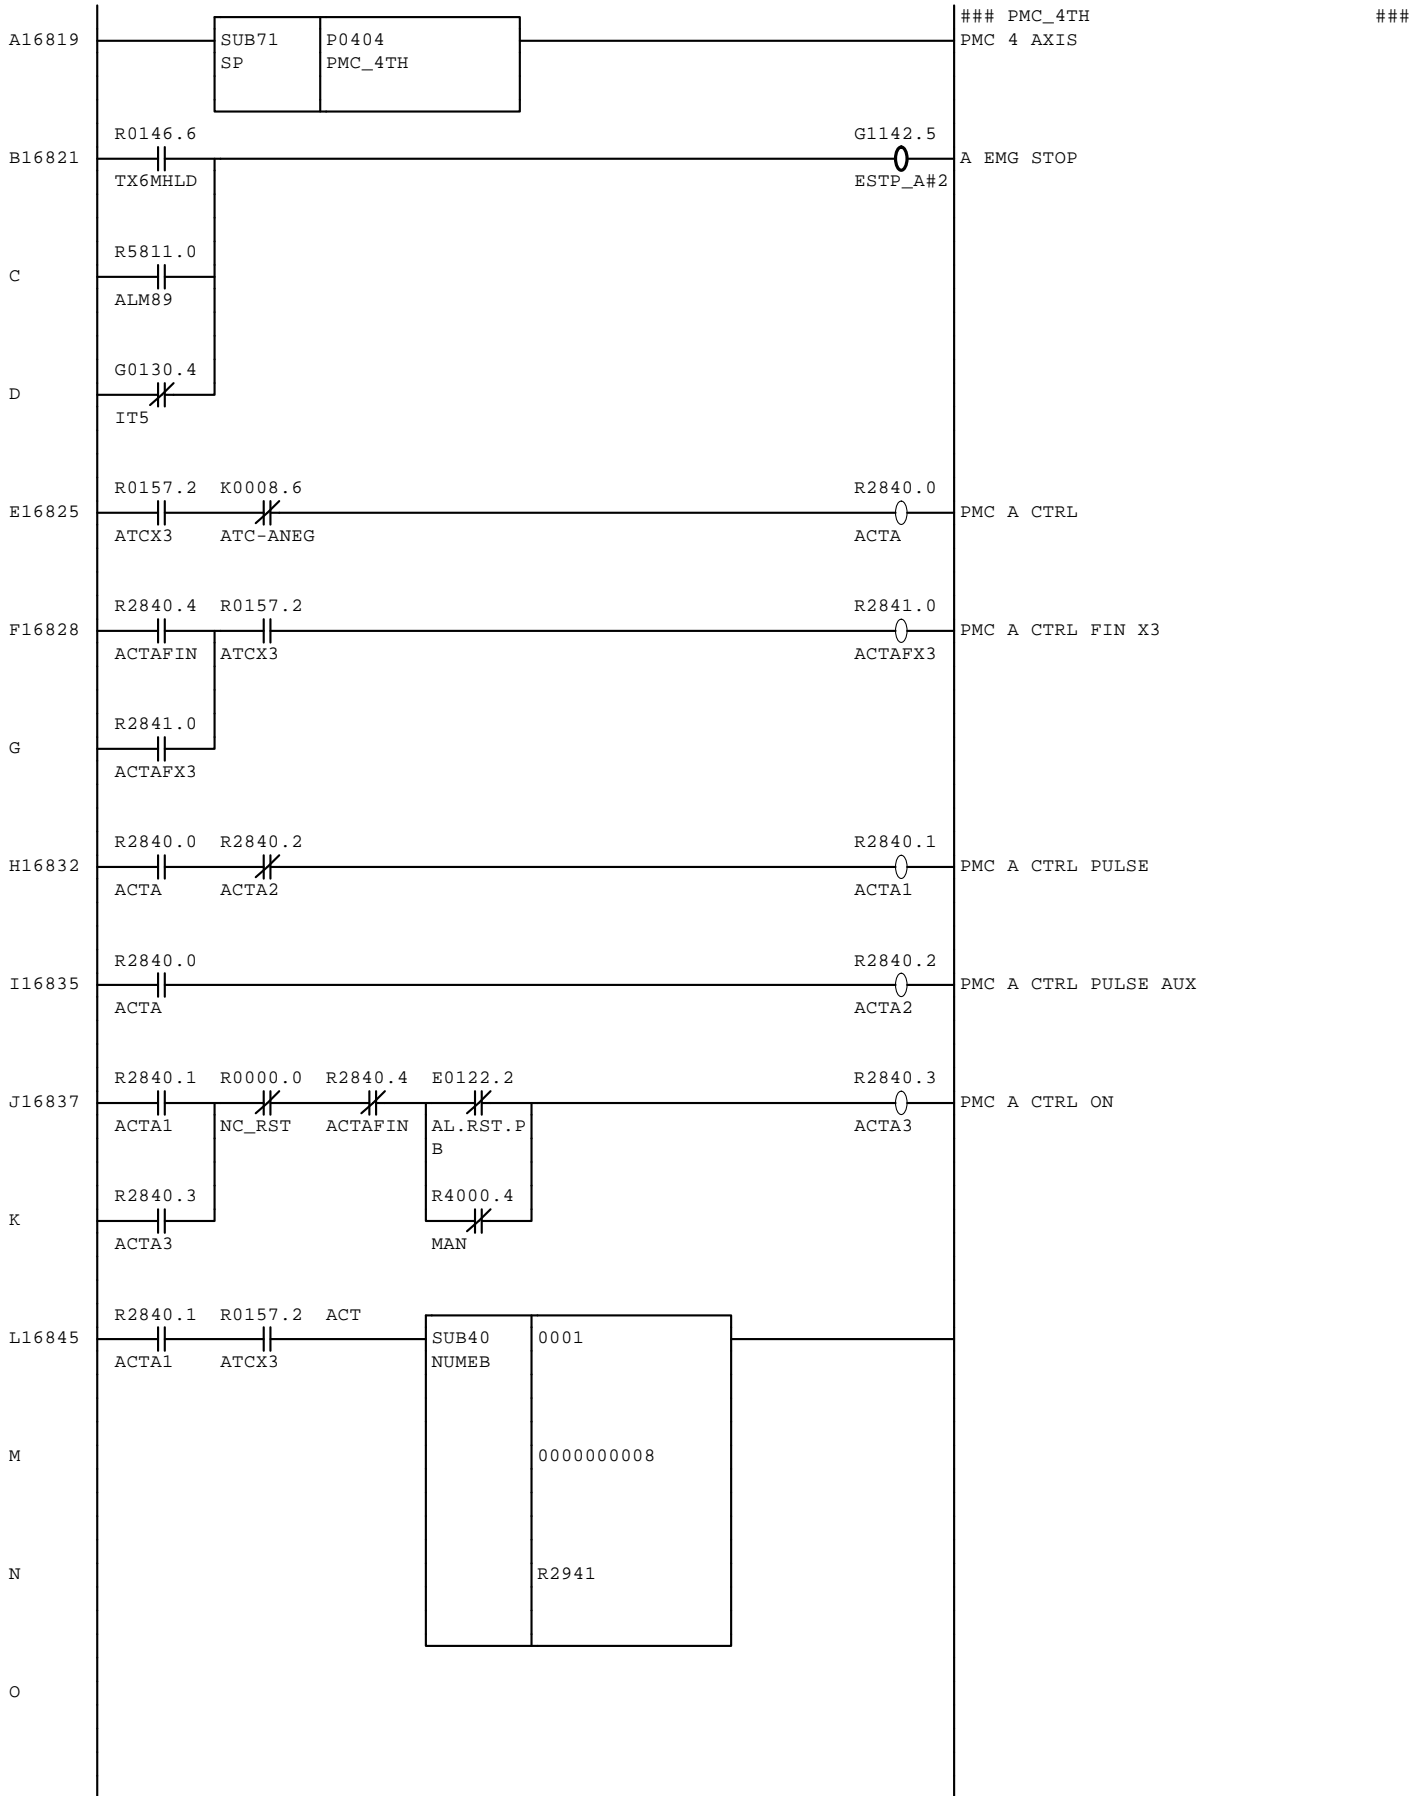 ### PMC_4TH ###
A16819 SUB71 P0404 PMC 4 AXIS
SP PMC_4TH
R0146.6 G1142.5
B16821 A EMG STOP
TX6MHLD ESTP_A#2
R5811.0
C
ALM89
G0130.4
D
IT5
R0157.2 K0008.6 R2840.0
E16825 PMC A CTRL
ATCX3 ATC-ANEG ACTA
R2840.4 R0157.2 R2841.0
F16828 PMC A CTRL FIN X3
ACTAFIN ATCX3 ACTAFX3
R2841.0
G
ACTAFX3
R2840.0 R2840.2 R2840.1
H16832 PMC A CTRL PULSE
ACTA ACTA2 ACTA1
R2840.0 R2840.2
I16835 PMC A CTRL PULSE AUX
ACTA ACTA2
R2840.1 R0000.0 R2840.4 E0122.2 R2840.3
J16837 PMC A CTRL ON
ACTA1 NC_RST ACTAFIN AL.RST.P ACTA3
B
R2840.3 R4000.4
K
ACTA3 MAN
R2840.1 R0157.2 ACT
L16845 SUB40 0001
ACTA1 ATCX3 NUMEB
M 0000000008
N R2941
O